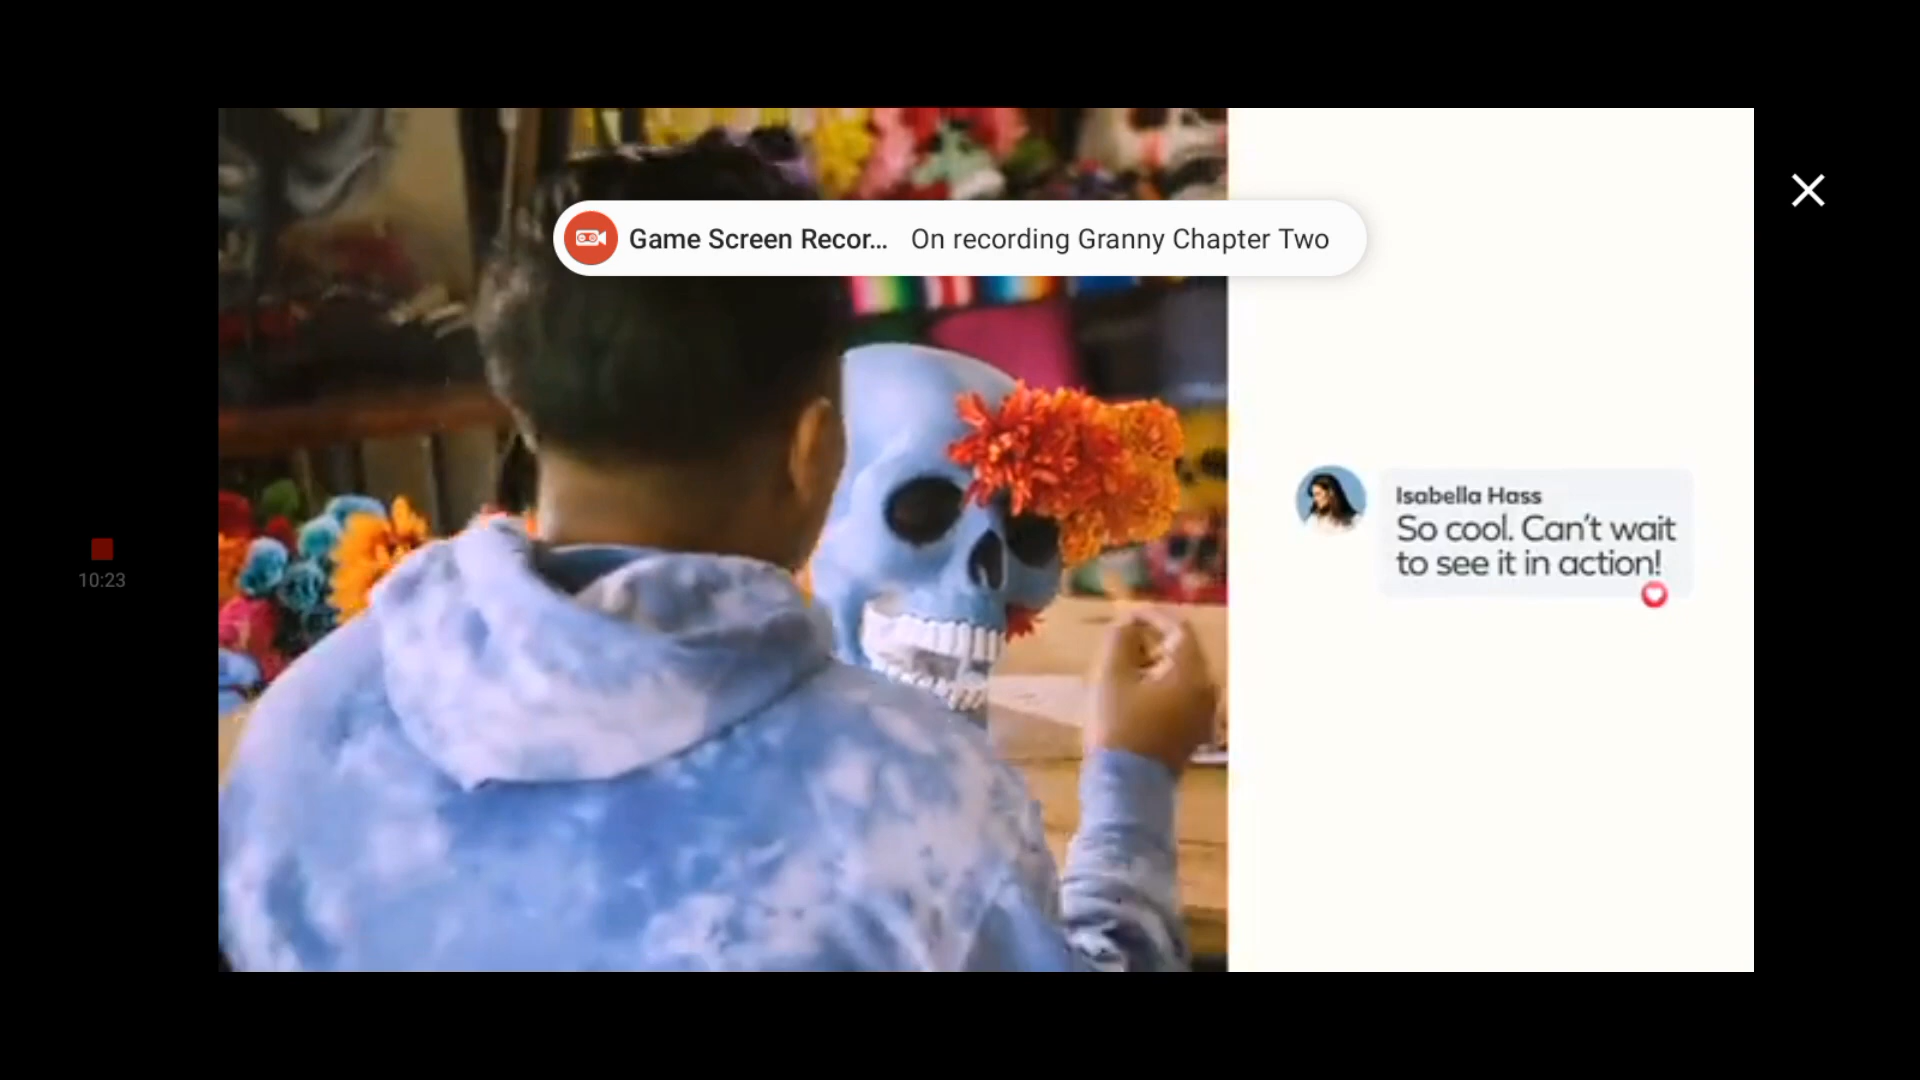 Game Screen Recor... On recording Granny Chapter Two
Isabella Hass
So cool. Can't wait
to see it in action!
10:23